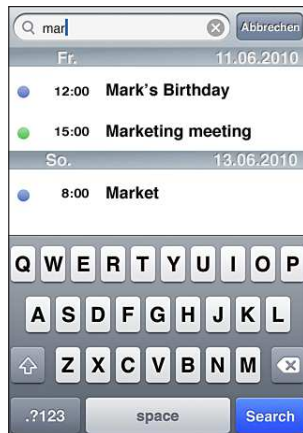 mar Abbrechen
Fr. 11.06.2010
12:00 Mark's Birthday
15:00 Marketing meeting
So. 13.06.2010
8:00 Market
Q W E R T Y U I O P
A S D F G H J K L
Z X C V B N M
.?123 space Search